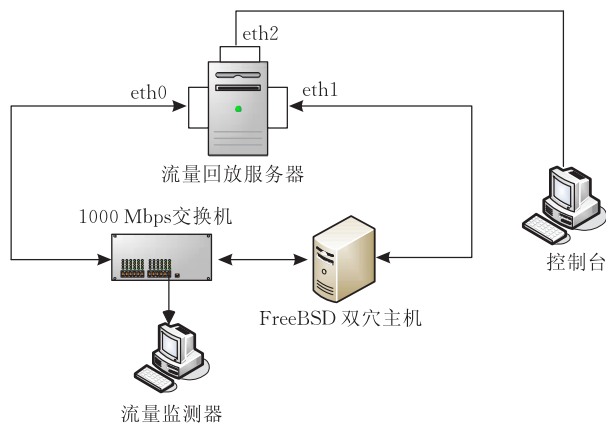 eth2
eth0
eth1
流量回放服务器
1000 Mbps交换机
控制台
FreeBSD 双穴主机
流量监测器